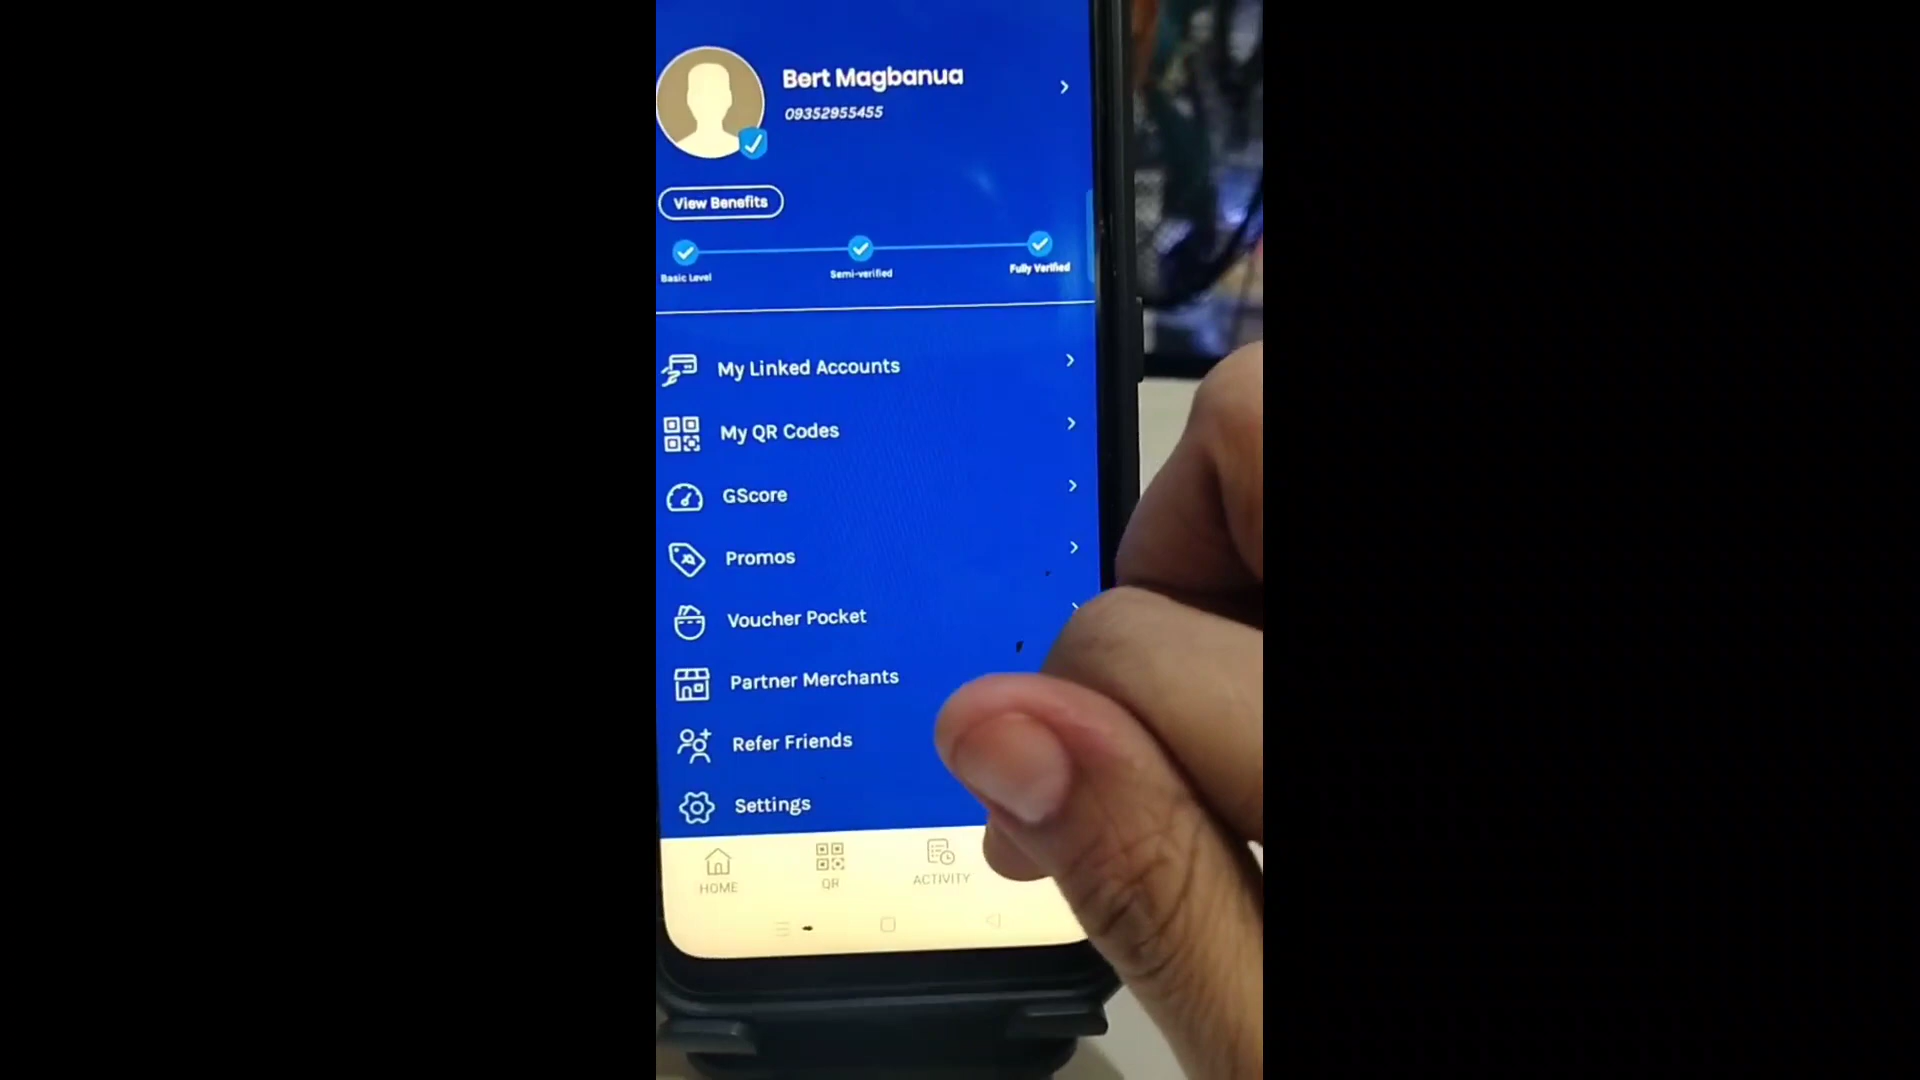 Bert Magbanua
09352955455
View Benefits
Basic Level
Semi-verified
Fully Verified
My Linked Accounts
My QR Codes
GScore
Promos
Voucher Pocket
Partner Merchants
Refer Friends
Settings
HOME
QR
ACTIVITY